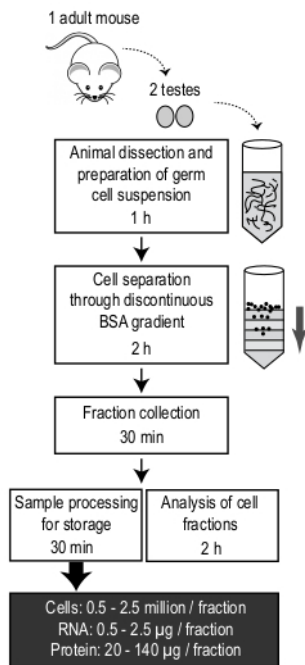 1 adult mouse
2 testes
Animal dissection and
preparation of germ
cell suspension
1 h
Cell separation
through discontinuous
BSA gradient
2 h
Fraction collection
30 min
Sample processing
for storage
30 min
Analysis of cell
fractions
2 h
Cells: 0.5 - 2.5 million / fraction
RNA: 0.5 - 2.5 µg / fraction
Protein: 20 - 140 µg / fraction